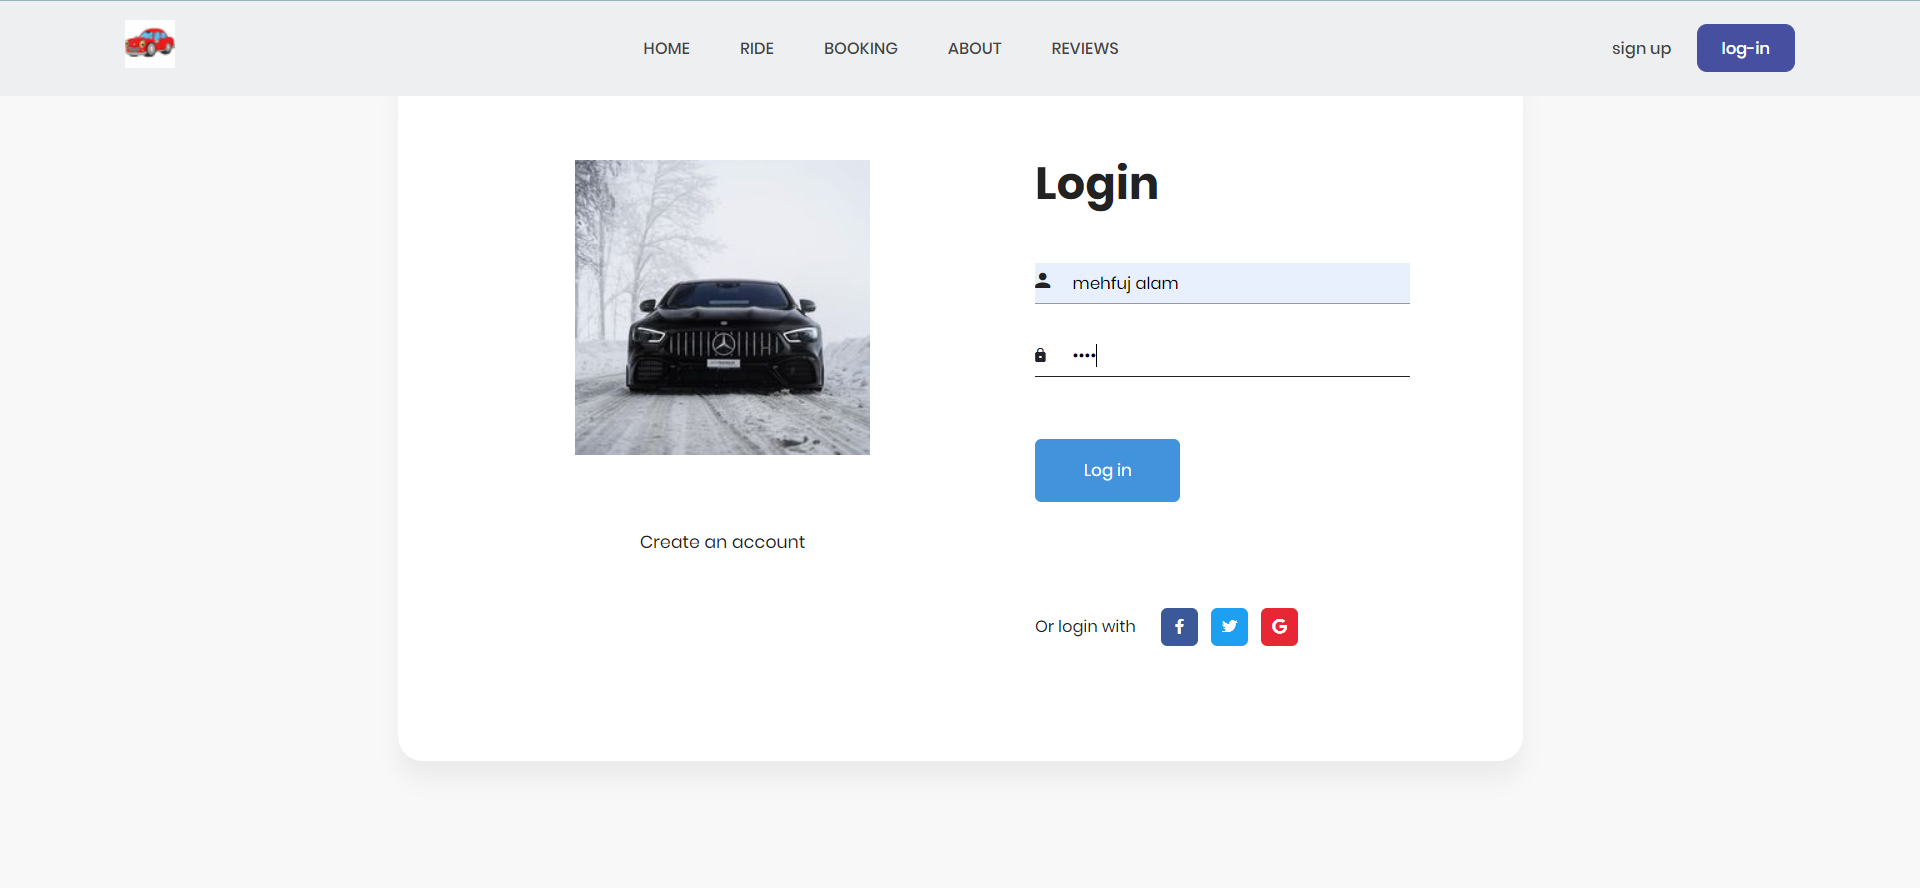 HOME RIDE BOOKING ABOUT REVIEWS sign up log-in
Login
mehfuj alam
••••
Log in
Create an account
Or login with